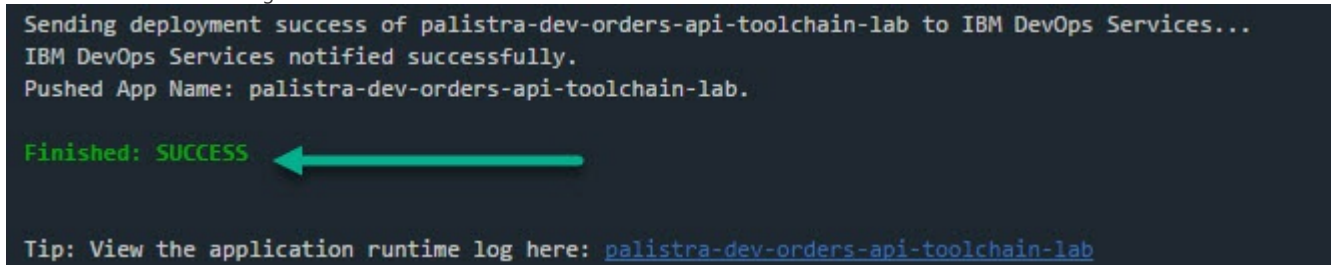 Sending deployment success of palistra-dev-orders-api-toolchain-lab to IBM DevOps Services...
IBM DevOps Services notified successfully.
Pushed App Name: palistra-dev-orders-api-toolchain-lab.
Finished: SUCCESS
Tip: View the application runtime log here: palistra-dev-orders-api-toolchain-lab